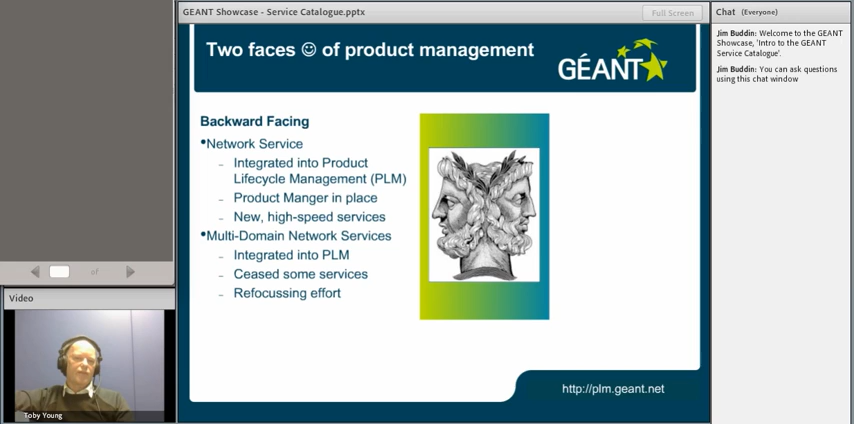 GEANT Showcase - Service Catalogue.pptx
Full Screen
Two faces ☺ of product management
GÉANT
Backward Facing
•Network Service
- Integrated into Product
Lifecycle Management (PLM)
- Product Manger in place
- New, high-speed services
•Multi-Domain Network Services
- Integrated into PLM
- Ceased some services
- Refocussing effort
http://plm.geant.net
of
Video
Toby Young
Chat (Everyone)
Jim Buddin: Welcome to the GEANT
Showcase, 'Intro to the GEANT
Service Catalogue'.
Jim Buddin: You can ask questions
using this chat window